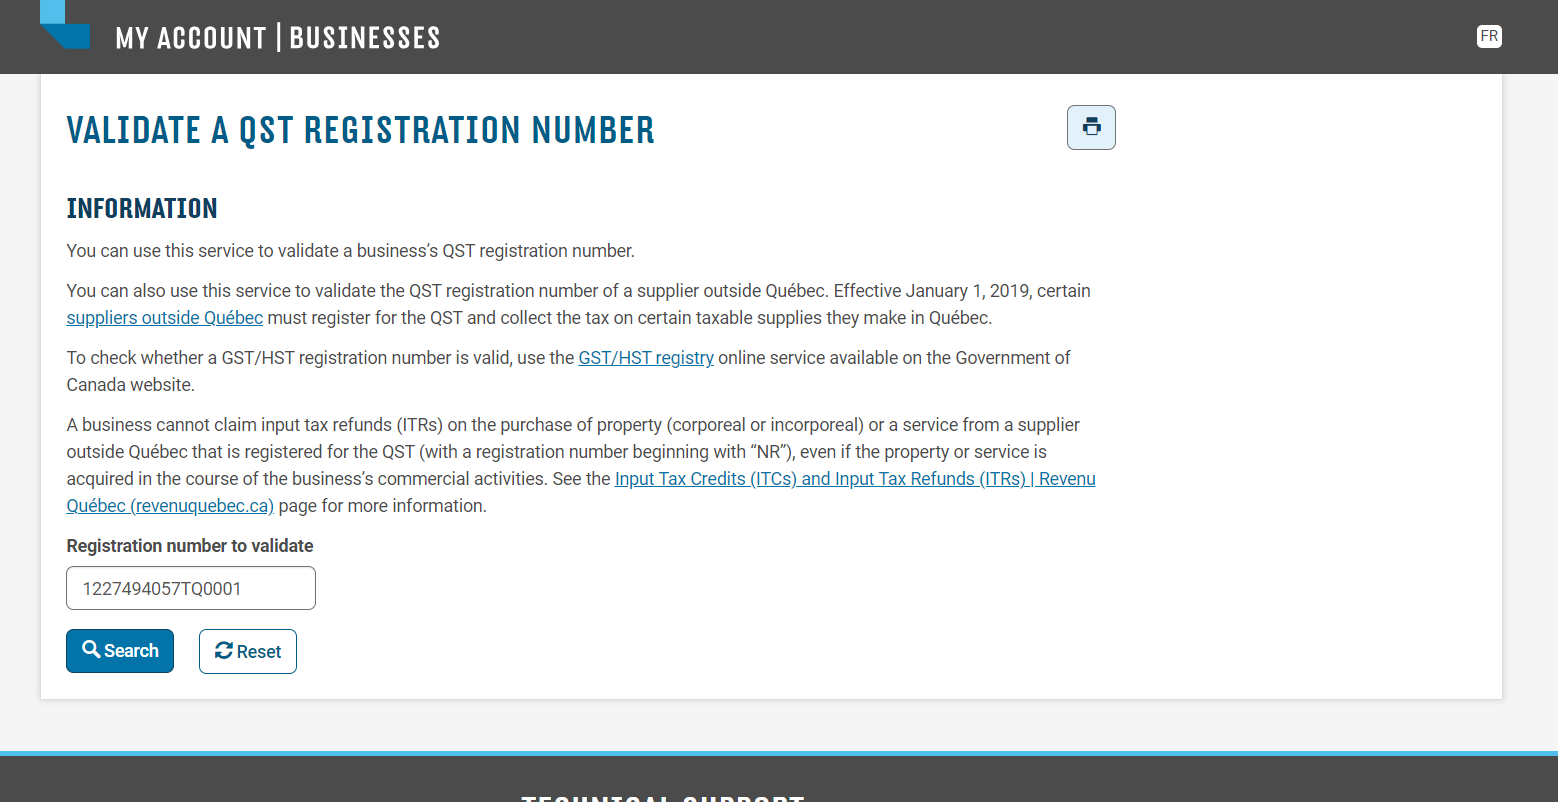 MY ACCOUNT | BUSINESSES
FR
VALIDATE A QST REGISTRATION NUMBER
INFORMATION
You can use this service to validate a business’s QST registration number.
You can also use this service to validate the QST registration number of a supplier outside Québec. Effective January 1, 2019, certain
suppliers outside Québec must register for the QST and collect the tax on certain taxable supplies they make in Québec.
To check whether a GST/HST registration number is valid, use the GST/HST registry online service available on the Government of
Canada website.
A business cannot claim input tax refunds (ITRs) on the purchase of property (corporeal or incorporeal) or a service from a supplier
outside Québec that is registered for the QST (with a registration number beginning with “NR”), even if the property or service is
acquired in the course of the business’s commercial activities. See the Input Tax Credits (ITCs) and Input Tax Refunds (ITRs) | Revenu
Québec (revenuquebec.ca) page for more information.
Registration number to validate
1227494057TQ0001
Search
Reset
TECHNICAL SUPPORT